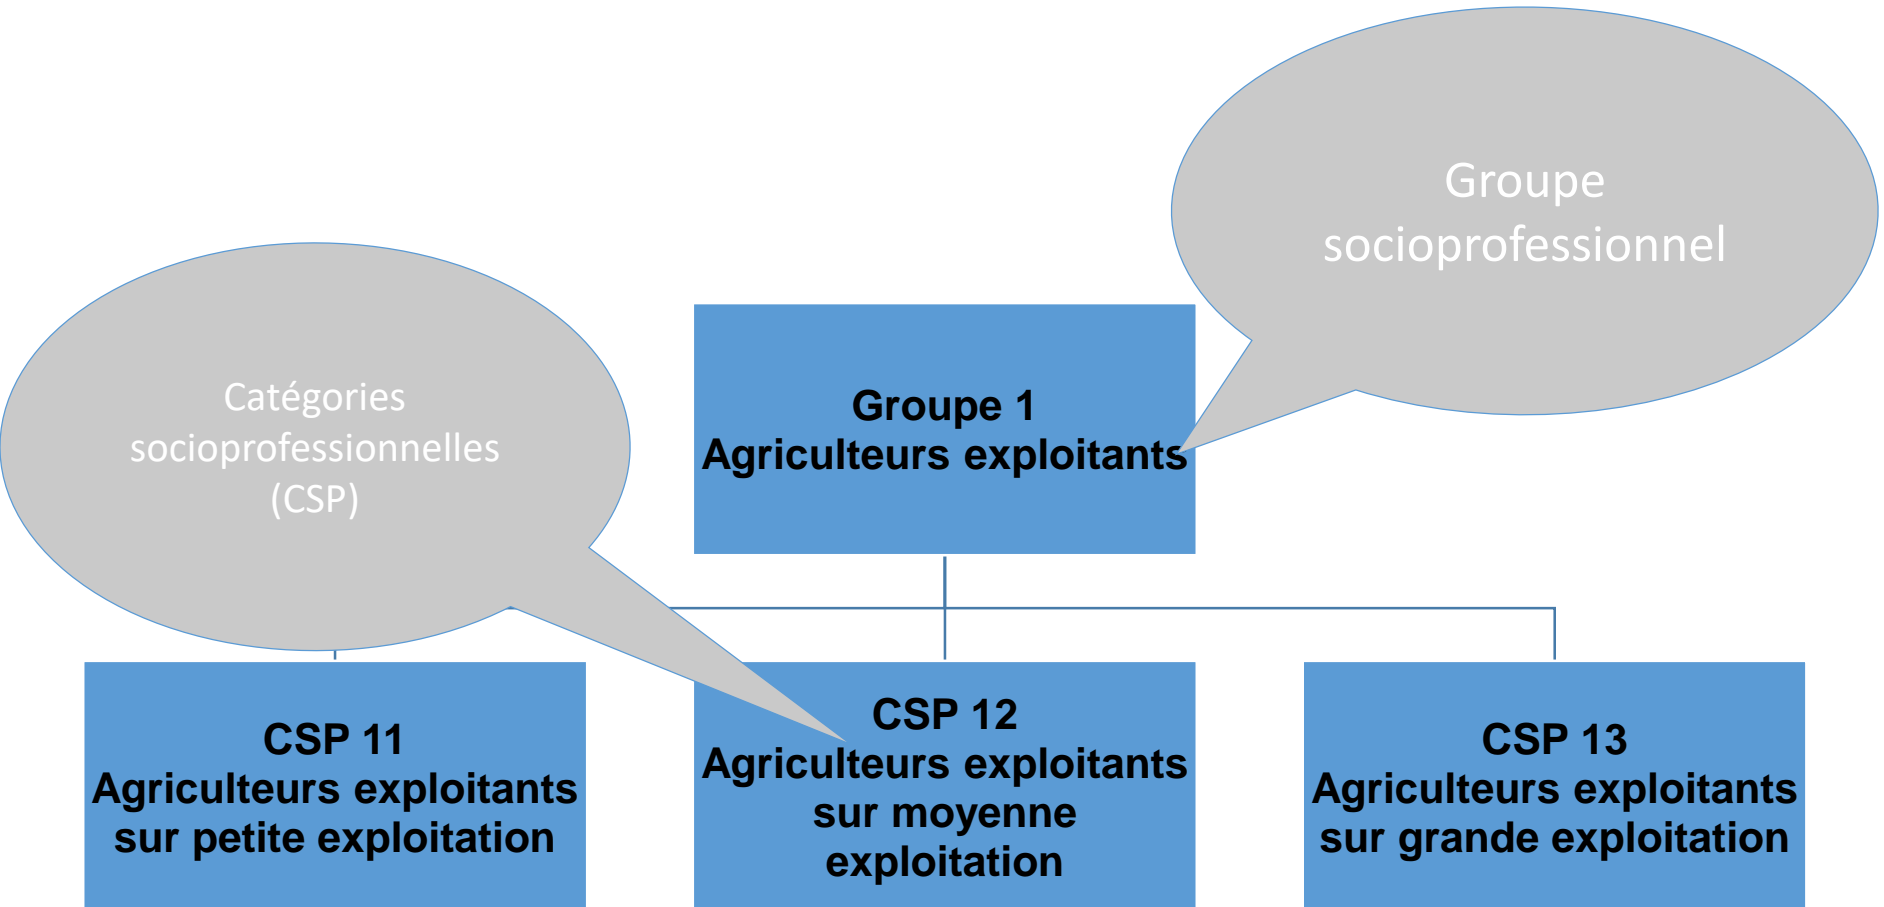 Groupe
socioprofessionnel
Catégories
socioprofessionnelles
(CSP)
Groupe 1
Agriculteurs exploitants
CSP 11
Agriculteurs exploitants
sur petite exploitation
CSP 12
Agriculteurs exploitants
sur moyenne
exploitation
CSP 13
Agriculteurs exploitants
sur grande exploitation